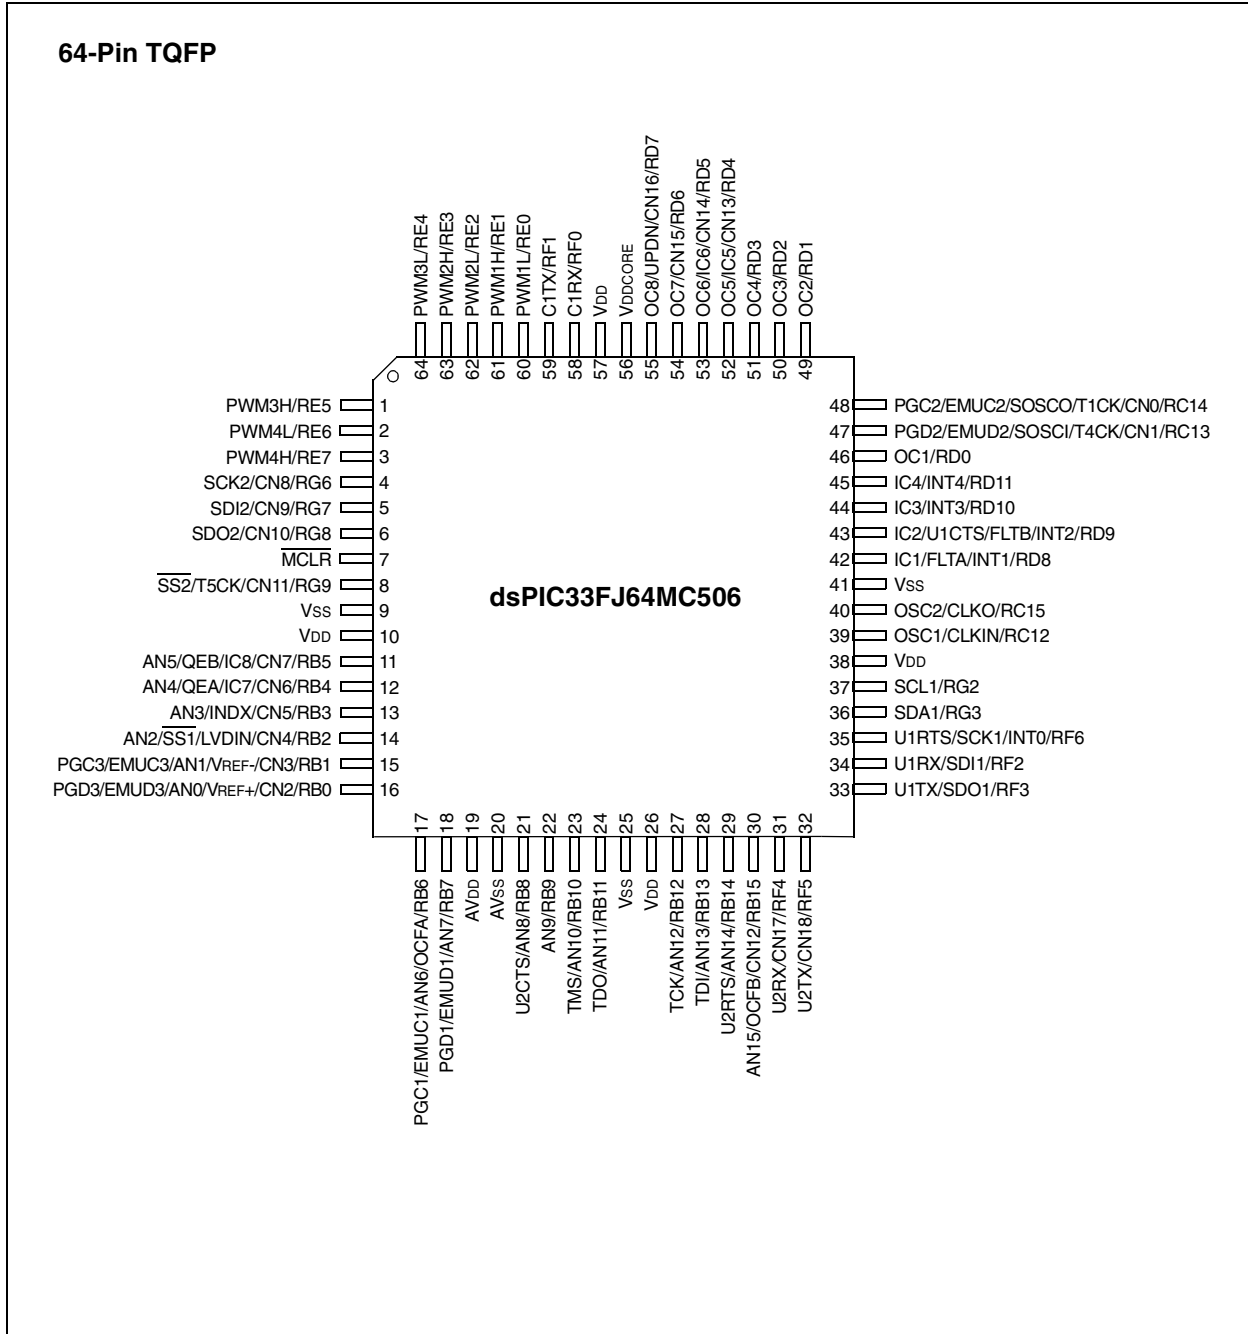 64-Pin TQFP
PWM3L/RE4
PWM2H/RE3
PWM2L/RE2
PWM1H/RE1
PWM1L/RE0
C1TX/RF1
C1RX/RF0
VDD
VDDCORE
OC8/UPDN/CN16/RD7
OC7/CN15/RD6
OC6/IC6/CN14/RD5
OC5/IC5/CN13/RD4
OC4/RD3
OC3/RD2
OC2/RD1
64
63
62
61
60
59
58
57
56
55
54
53
52
51
50
49
PWM3H/RE5 1
PWM4L/RE6 2
PWM4H/RE7 3
SCK2/CN8/RG6 4
SDI2/CN9/RG7 5
SDO2/CN10/RG8 6
MCLR 7
SS2/T5CK/CN11/RG9 8
VSS 9
VDD 10
AN5/QEB/IC8/CN7/RB5 11
AN4/QEA/IC7/CN6/RB4 12
AN3/INDX/CN5/RB3 13
AN2/SS1/LVDIN/CN4/RB2 14
PGC3/EMUC3/AN1/VREF-/CN3/RB1 15
PGD3/EMUD3/AN0/VREF+/CN2/RB0 16
dsPIC33FJ64MC506
48 PGC2/EMUC2/SOSCO/T1CK/CN0/RC14
47 PGD2/EMUD2/SOSCI/T4CK/CN1/RC13
46 OC1/RD0
45 IC4/INT4/RD11
44 IC3/INT3/RD10
43 IC2/U1CTS/FLTB/INT2/RD9
42 IC1/FLTA/INT1/RD8
41 VSS
40 OSC2/CLKO/RC15
39 OSC1/CLKIN/RC12
38 VDD
37 SCL1/RG2
36 SDA1/RG3
35 U1RTS/SCK1/INT0/RF6
34 U1RX/SDI1/RF2
33 U1TX/SDO1/RF3
17
18
19
20
21
22
23
24
25
26
27
28
29
30
31
32
PGC1/EMUC1/AN6/OCFA/RB6
PGD1/EMUD1/AN7/RB7
AVDD
AVSS
U2CTS/AN8/RB8
AN9/RB9
TMS/AN10/RB10
TDO/AN11/RB11
VSS
VDD
TCK/AN12/RB12
TDI/AN13/RB13
U2RTS/AN14/RB14
AN15/OCFB/CN12/RB15
U2RX/CN17/RF4
U2TX/CN18/RF5